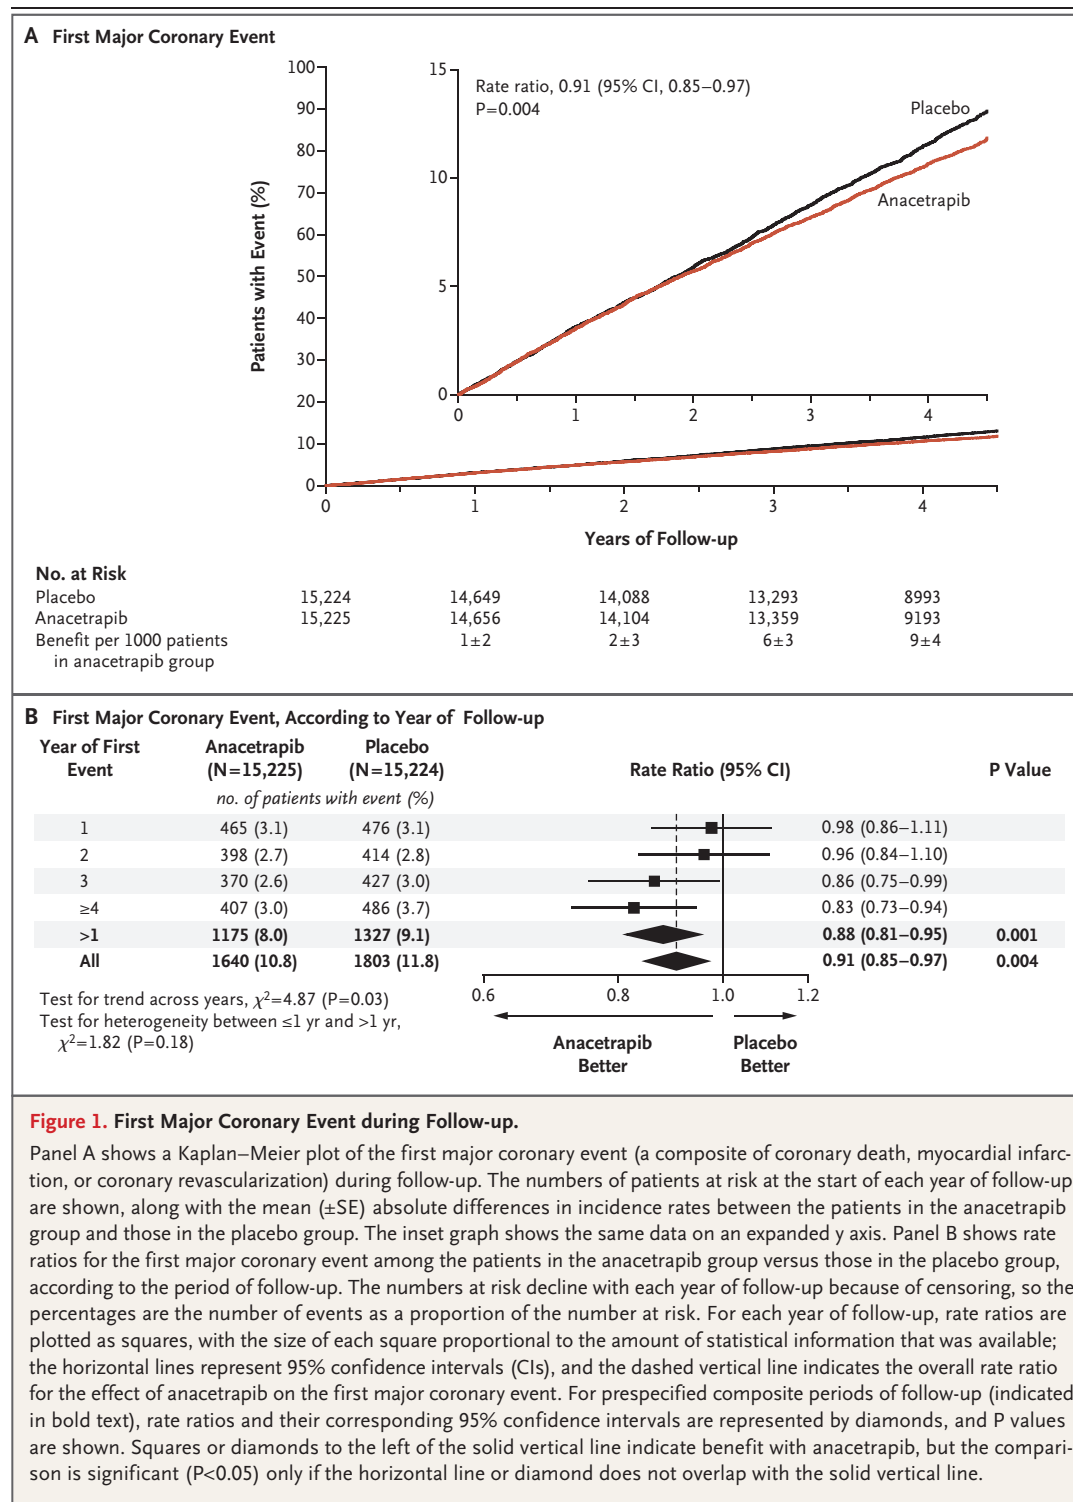 A First Major Coronary Event
100
90
80
70
60
50
40
30
20
10
0
Patients with Event (%)
15
10
5
0
Rate ratio, 0.91 (95% CI, 0.85–0.97)
P=0.004
Placebo
Anacetrapib
0 1 2 3 4
0 1 2 3 4
Years of Follow-up
No. at Risk
Placebo 15,224 14,649 14,088 13,293 8993
Anacetrapib 15,225 14,656 14,104 13,359 9193
Benefit per 1000 patients 1±2 2±3 6±3 9±4
in anacetrapib group
B First Major Coronary Event, According to Year of Follow-up
Year of First Anacetrapib Placebo
Event (N=15,225) (N=15,224) Rate Ratio (95% CI) P Value
no. of patients with event (%)
1 465 (3.1) 476 (3.1) 0.98 (0.86–1.11)
2 398 (2.7) 414 (2.8) 0.96 (0.84–1.10)
3 370 (2.6) 427 (3.0) 0.86 (0.75–0.99)
≥4 407 (3.0) 486 (3.7) 0.83 (0.73–0.94)
>1 1175 (8.0) 1327 (9.1) 0.88 (0.81–0.95) 0.001
All 1640 (10.8) 1803 (11.8) 0.91 (0.85–0.97) 0.004
0.6 0.8 1.0 1.2
Test for trend across years, χ²=4.87 (P=0.03)
Test for heterogeneity between ≤1 yr and >1 yr,
χ²=1.82 (P=0.18)
Anacetrapib Placebo
Better Better
Figure 1. First Major Coronary Event during Follow-up.
Panel A shows a Kaplan–Meier plot of the first major coronary event (a composite of coronary death, myocardial infarc-
tion, or coronary revascularization) during follow-up. The numbers of patients at risk at the start of each year of follow-up
are shown, along with the mean (±SE) absolute differences in incidence rates between the patients in the anacetrapib
group and those in the placebo group. The inset graph shows the same data on an expanded y axis. Panel B shows rate
ratios for the first major coronary event among the patients in the anacetrapib group versus those in the placebo group,
according to the period of follow-up. The numbers at risk decline with each year of follow-up because of censoring, so the
percentages are the number of events as a proportion of the number at risk. For each year of follow-up, rate ratios are
plotted as squares, with the size of each square proportional to the amount of statistical information that was available;
the horizontal lines represent 95% confidence intervals (CIs), and the dashed vertical line indicates the overall rate ratio
for the effect of anacetrapib on the first major coronary event. For prespecified composite periods of follow-up (indicated
in bold text), rate ratios and their corresponding 95% confidence intervals are represented by diamonds, and P values
are shown. Squares or diamonds to the left of the solid vertical line indicate benefit with anacetrapib, but the compari-
son is significant (P<0.05) only if the horizontal line or diamond does not overlap with the solid vertical line.